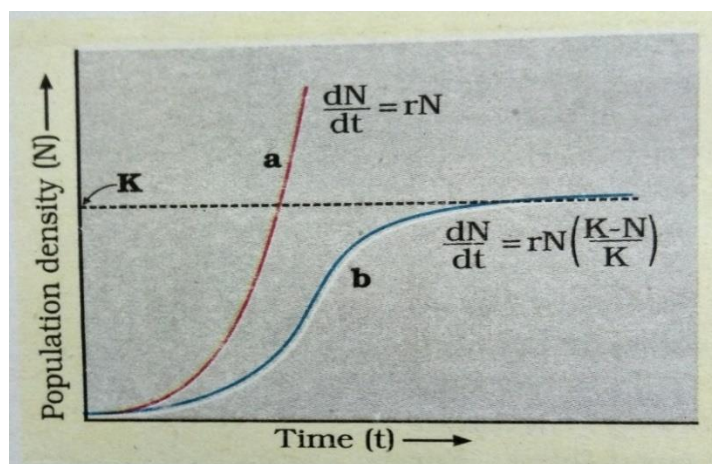 Population density (N)
K
a
dN/dt = rN
b
dN/dt = rN(K-N/K)
Time (t)